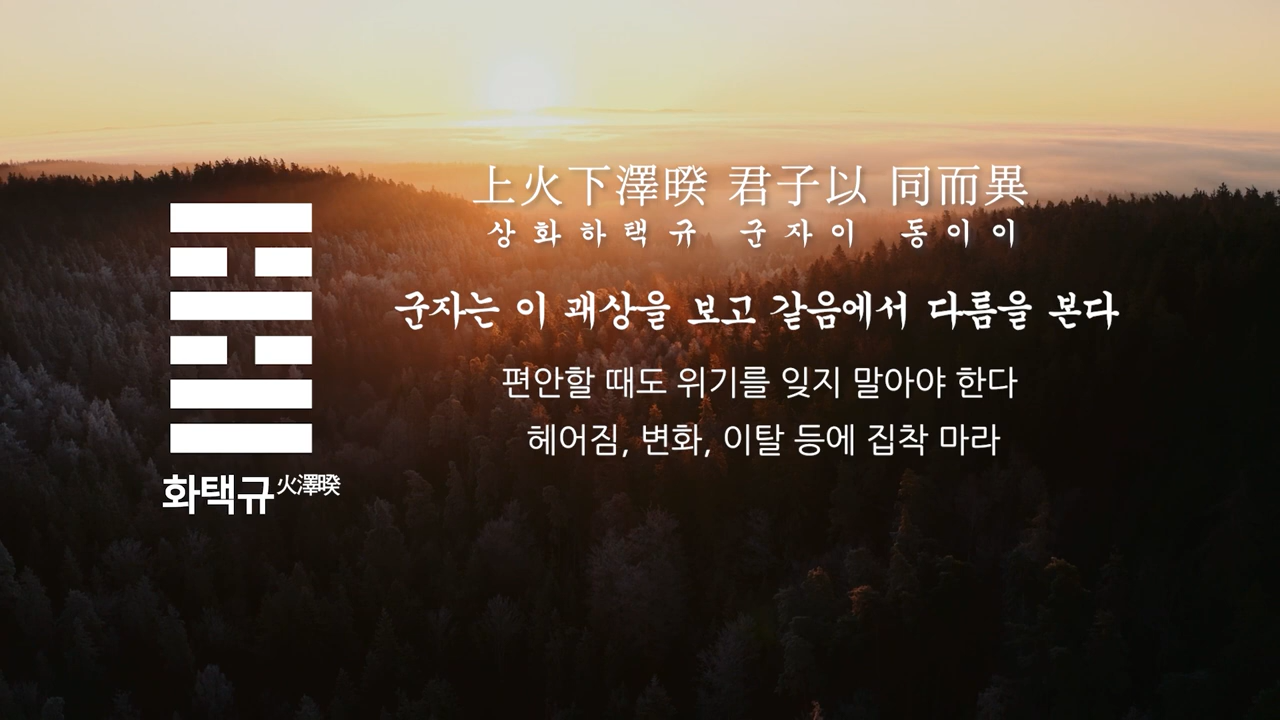 上火下澤暌 君子以 同而異
상화하택규 군자이 동이이
군자는 이 괘상을 보고 같음에서 다름을 본다
편안할 때도 위기를 잊지 말아야 한다
헤어짐, 변화, 이탈 등에 집착 마라
화택규火澤暌